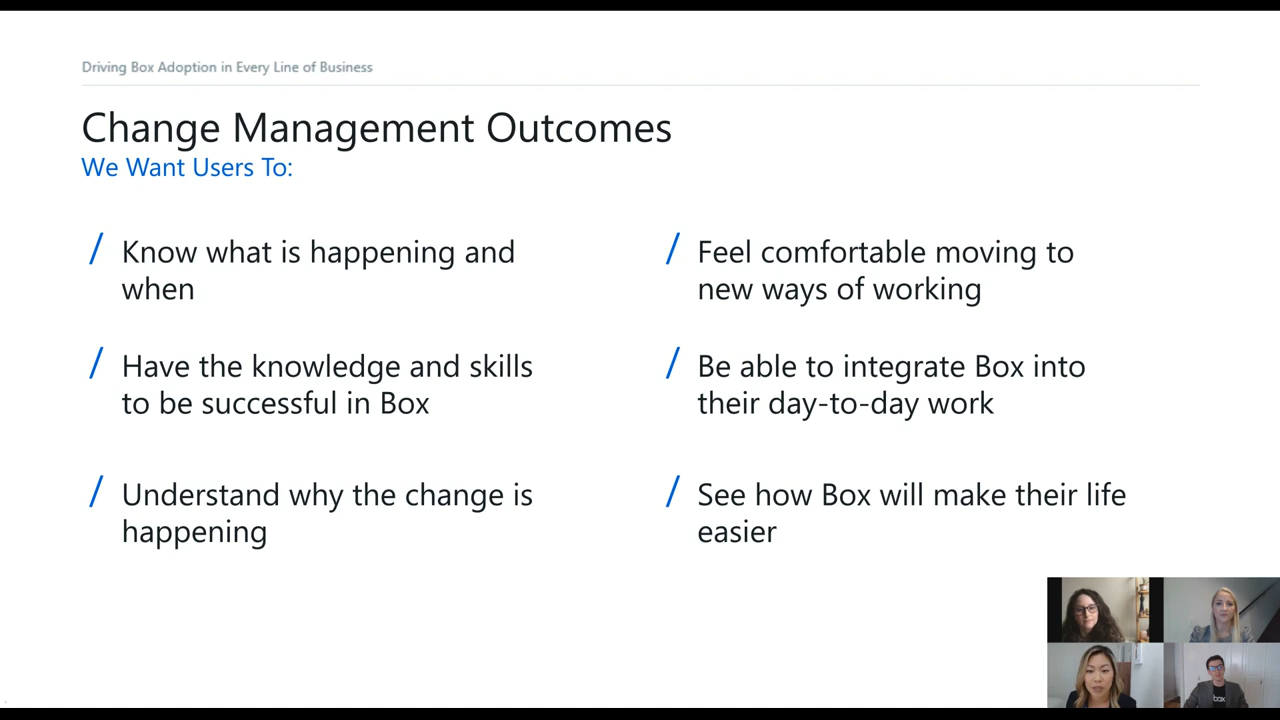 Driving Box Adoption in Every Line of Business
Change Management Outcomes
We Want Users To:
/ Know what is happening and
when
/ Have the knowledge and skills
to be successful in Box
/ Understand why the change is
happening
/ Feel comfortable moving to
new ways of working
/ Be able to integrate Box into
their day-to-day work
/ See how Box will make their life
easier
box